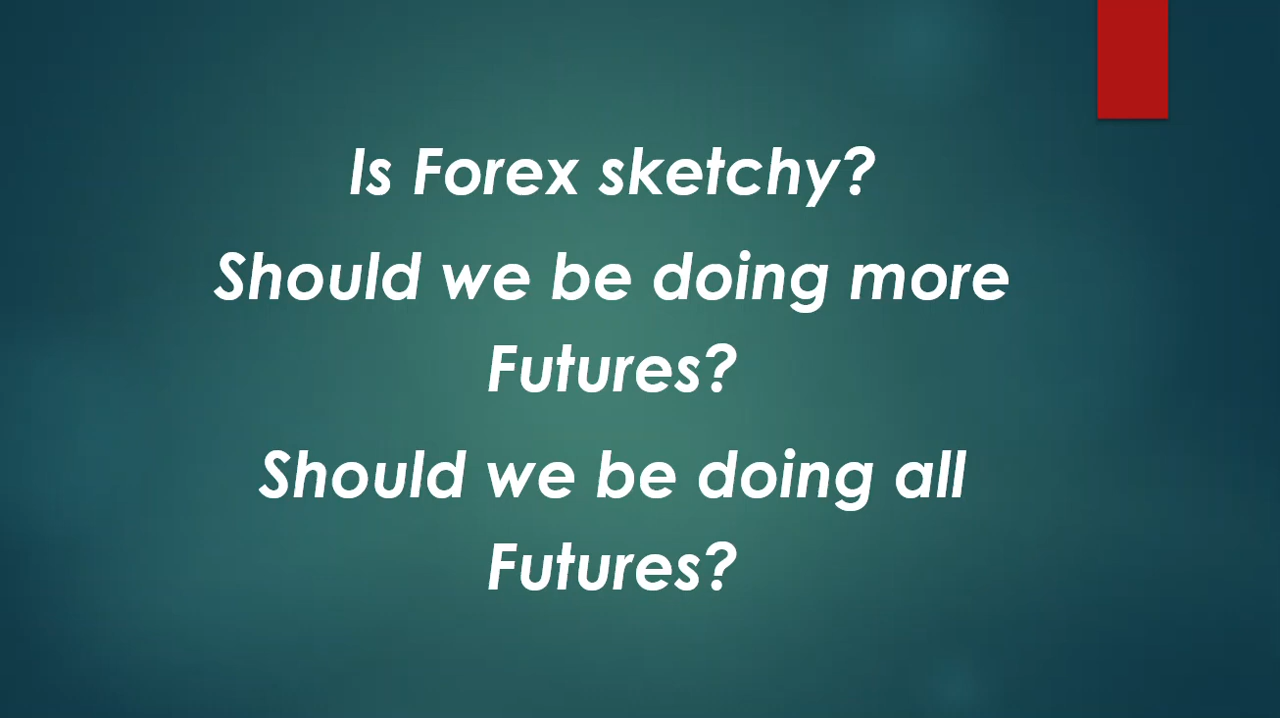 Is Forex sketchy?
Should we be doing more
Futures?
Should we be doing all
Futures?